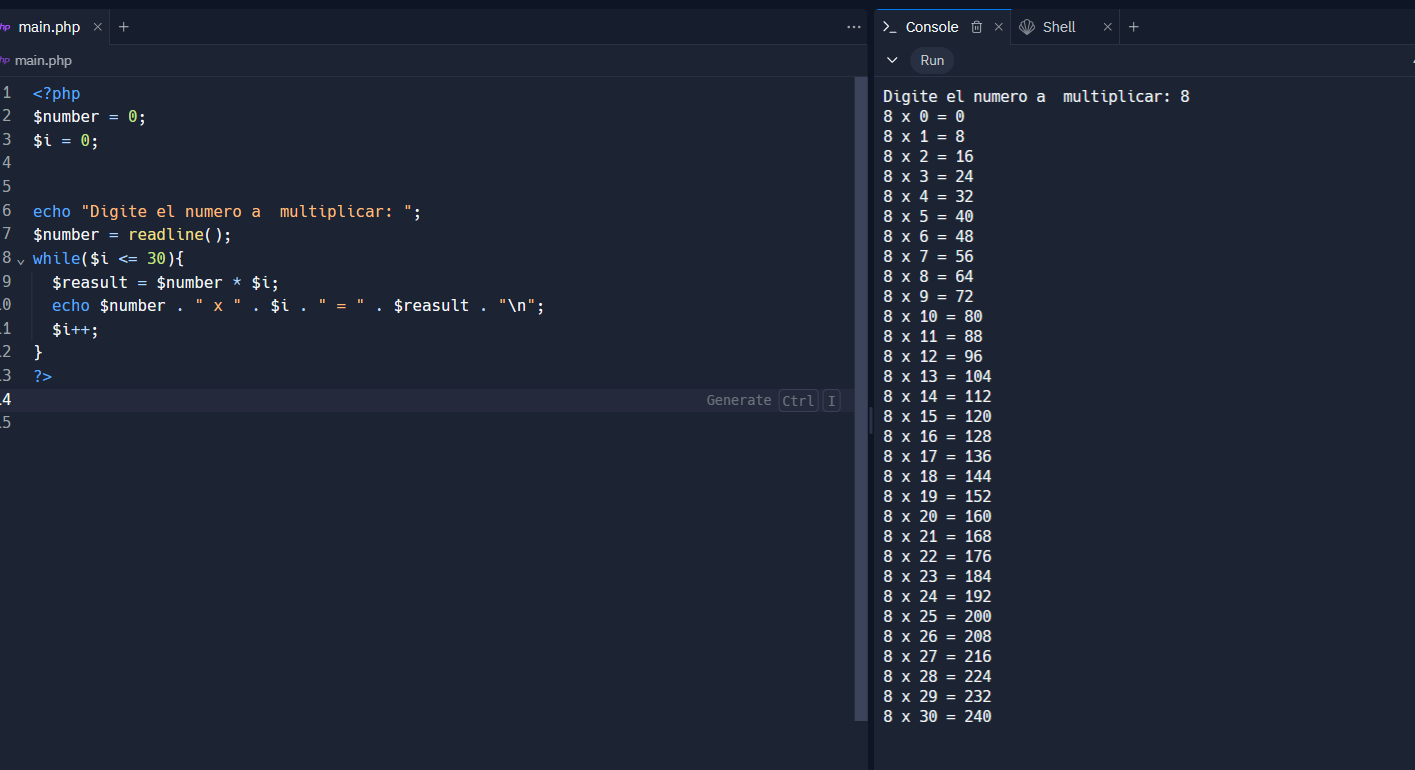 main.php
main.php
1 <?php
2 $number = 0;
3 $i = 0;
4
5
6 echo "Digite el numero a  multiplicar: ";
7 $number = readline();
8 while($i <= 30){
9   $reasult = $number * $i;
0   echo $number . " x " . $i . " = " . $reasult . "\n";
1   $i++;
2 }
3 ?>
4 Generate Ctrl I
5
Console Shell
Run
Digite el numero a  multiplicar: 8
8 x 0 = 0
8 x 1 = 8
8 x 2 = 16
8 x 3 = 24
8 x 4 = 32
8 x 5 = 40
8 x 6 = 48
8 x 7 = 56
8 x 8 = 64
8 x 9 = 72
8 x 10 = 80
8 x 11 = 88
8 x 12 = 96
8 x 13 = 104
8 x 14 = 112
8 x 15 = 120
8 x 16 = 128
8 x 17 = 136
8 x 18 = 144
8 x 19 = 152
8 x 20 = 160
8 x 21 = 168
8 x 22 = 176
8 x 23 = 184
8 x 24 = 192
8 x 25 = 200
8 x 26 = 208
8 x 27 = 216
8 x 28 = 224
8 x 29 = 232
8 x 30 = 240